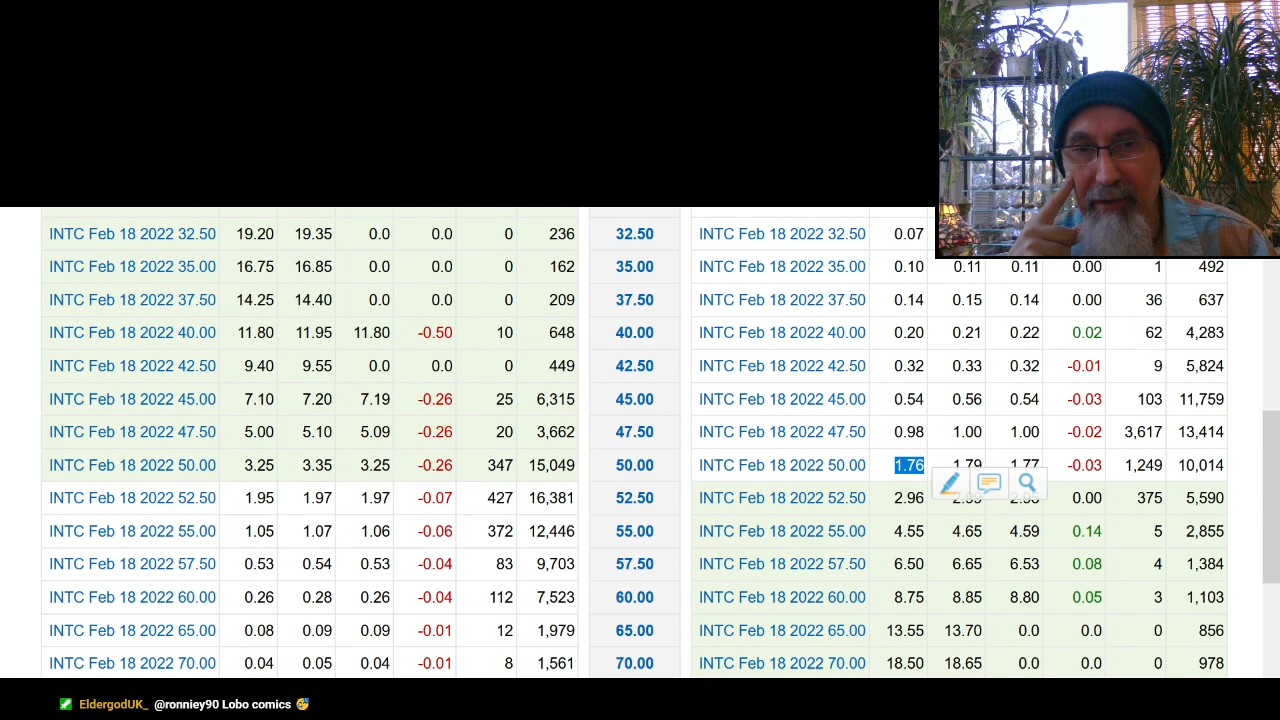 INTC Feb 18 2022 32.50 19.20 19.35 0.0 0.0 0 236 32.50 INTC Feb 18 2022 32.50 0.07
INTC Feb 18 2022 35.00 16.75 16.85 0.0 0.0 0 162 35.00 INTC Feb 18 2022 35.00 0.10 0.11 0.11 0.00 1 492
INTC Feb 18 2022 37.50 14.25 14.40 0.0 0.0 0 209 37.50 INTC Feb 18 2022 37.50 0.14 0.15 0.14 0.00 36 637
INTC Feb 18 2022 40.00 11.80 11.95 11.80 -0.50 10 648 40.00 INTC Feb 18 2022 40.00 0.20 0.21 0.22 0.02 62 4,283
INTC Feb 18 2022 42.50 9.40 9.55 0.0 0.0 0 449 42.50 INTC Feb 18 2022 42.50 0.32 0.33 0.32 -0.01 9 5,824
INTC Feb 18 2022 45.00 7.10 7.20 7.19 -0.26 25 6,315 45.00 INTC Feb 18 2022 45.00 0.54 0.56 0.54 -0.03 103 11,759
INTC Feb 18 2022 47.50 5.00 5.10 5.09 -0.26 20 3,662 47.50 INTC Feb 18 2022 47.50 0.98 1.00 1.00 -0.02 3,617 13,414
INTC Feb 18 2022 50.00 3.25 3.35 3.25 -0.26 347 15,049 50.00 INTC Feb 18 2022 50.00 1.76 1.79 1.77 -0.03 1,249 10,014
INTC Feb 18 2022 52.50 1.95 1.97 1.97 -0.07 427 16,381 52.50 INTC Feb 18 2022 52.50 2.96 0.00 375 5,590
INTC Feb 18 2022 55.00 1.05 1.07 1.06 -0.06 372 12,446 55.00 INTC Feb 18 2022 55.00 4.55 4.65 4.59 0.14 5 2,855
INTC Feb 18 2022 57.50 0.53 0.54 0.53 -0.04 83 9,703 57.50 INTC Feb 18 2022 57.50 6.50 6.65 6.53 0.08 4 1,384
INTC Feb 18 2022 60.00 0.26 0.28 0.26 -0.04 112 7,523 60.00 INTC Feb 18 2022 60.00 8.75 8.85 8.80 0.05 3 1,103
INTC Feb 18 2022 65.00 0.08 0.09 0.09 -0.01 12 1,979 65.00 INTC Feb 18 2022 65.00 13.55 13.70 0.0 0.0 0 856
INTC Feb 18 2022 70.00 0.04 0.05 0.04 -0.01 8 1,561 70.00 INTC Feb 18 2022 70.00 18.50 18.65 0.0 0.0 0 978
EldergodUK_ @ronniey90 Lobo comics